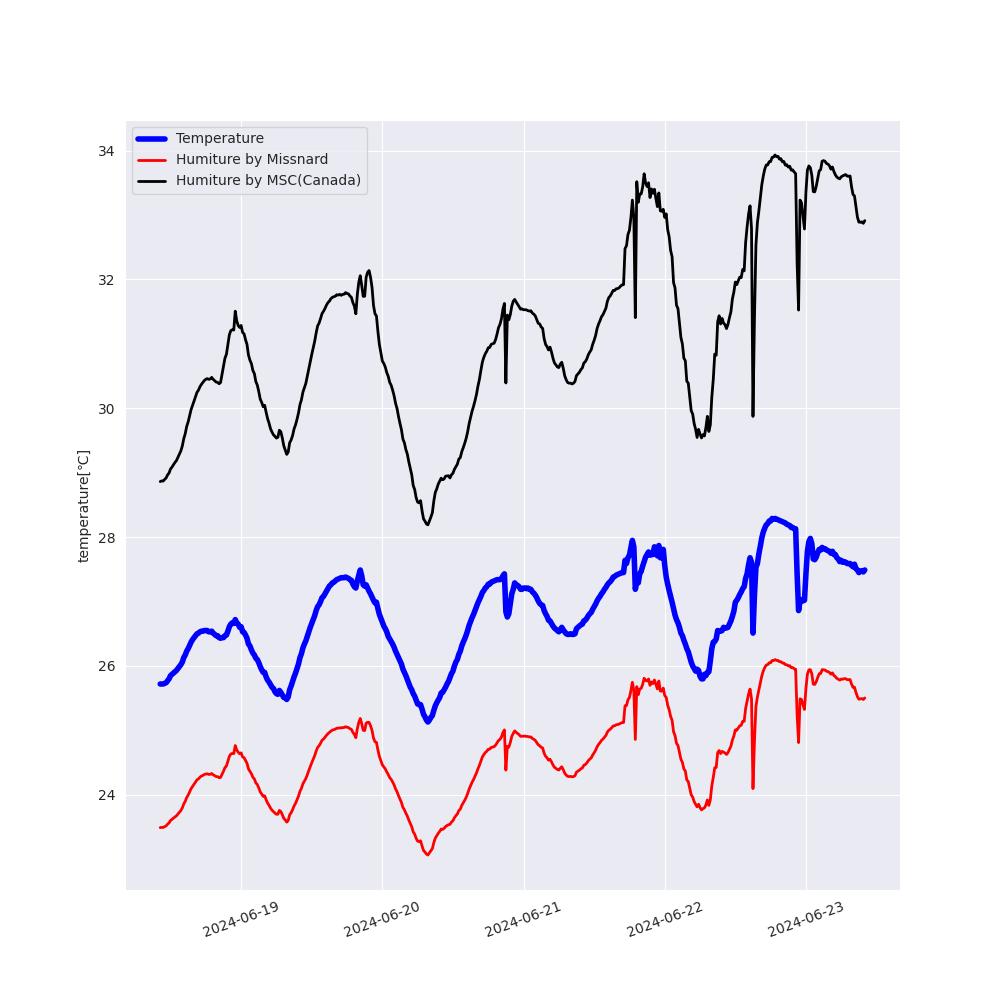 Temperature
Humiture by Missnard
Humiture by MSC(Canada)
34
32
30
28
26
24
temperature[℃]
2024-06-19
2024-06-20
2024-06-21
2024-06-22
2024-06-23